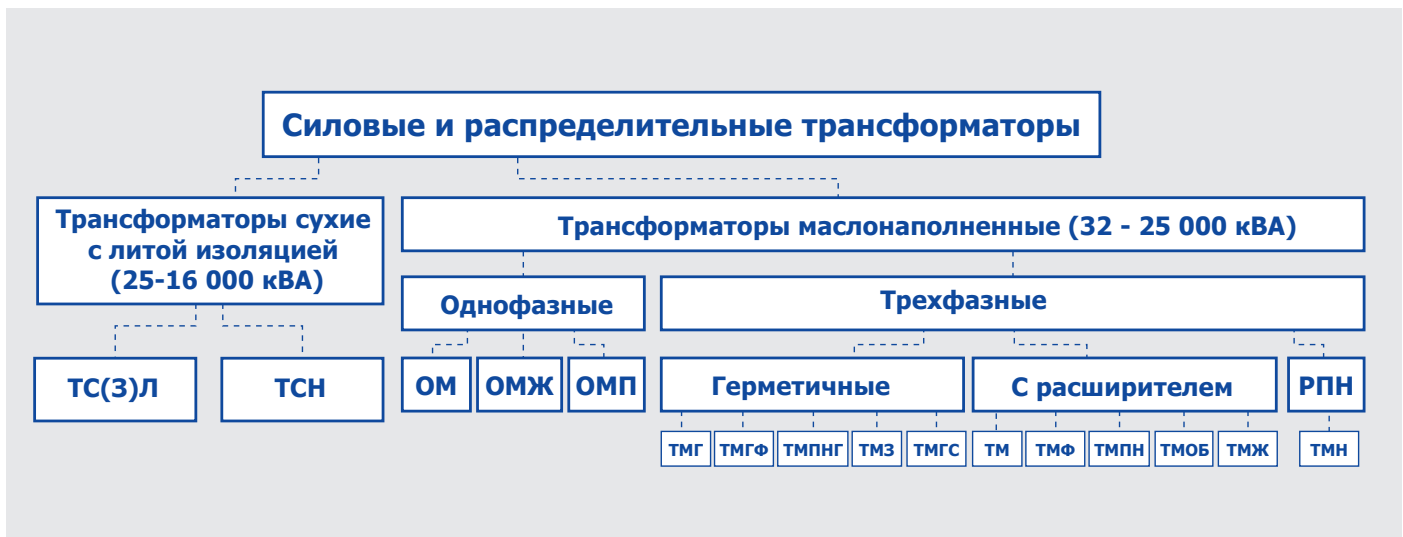 Силовые и распределительные трансформаторы
Трансформаторы сухие
с литой изоляцией
(25-16 000 кВА)
Трансформаторы маслонаполненные (32 - 25 000 кВА)
Однофазные
Трехфазные
ТС(З)Л
ТСН
ОМ
ОМЖ
ОМП
Герметичные
С расширителем
РПН
ТМГ
ТМГФ
ТМПНГ
ТМЗ
ТМГС
ТМ
ТМФ
ТМПН
ТМОБ
ТМЖ
ТМН